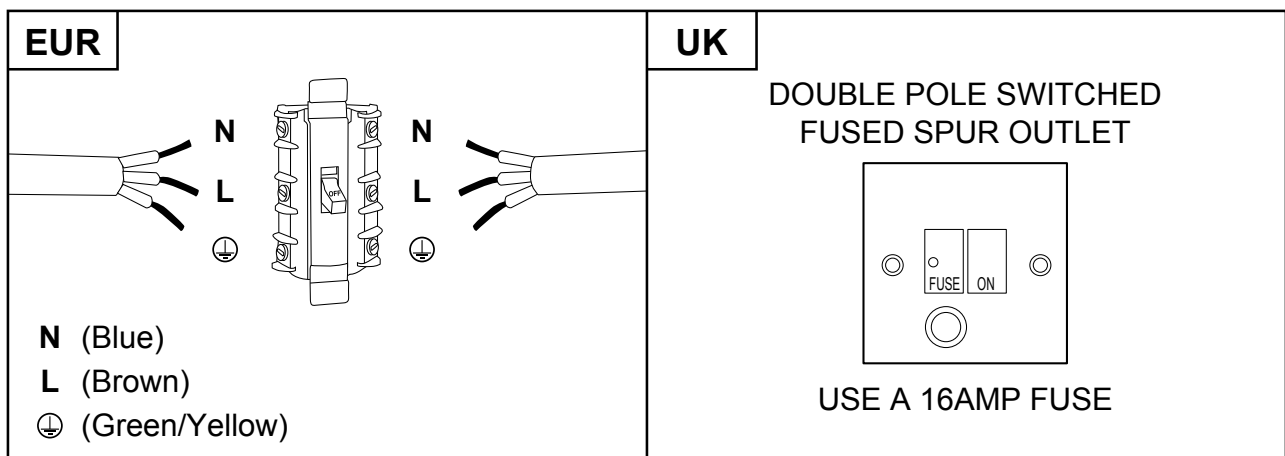 EUR
N
N
L
L
OFF
N (Blue)
L (Brown)
(Green/Yellow)
UK
DOUBLE POLE SWITCHED
FUSED SPUR OUTLET
FUSE ON
USE A 16AMP FUSE